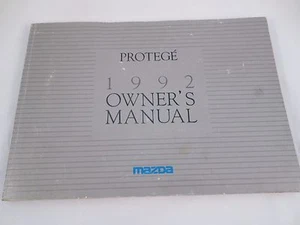 PROTEGÉ
1992
OWNER'S
MANUAL
mazda